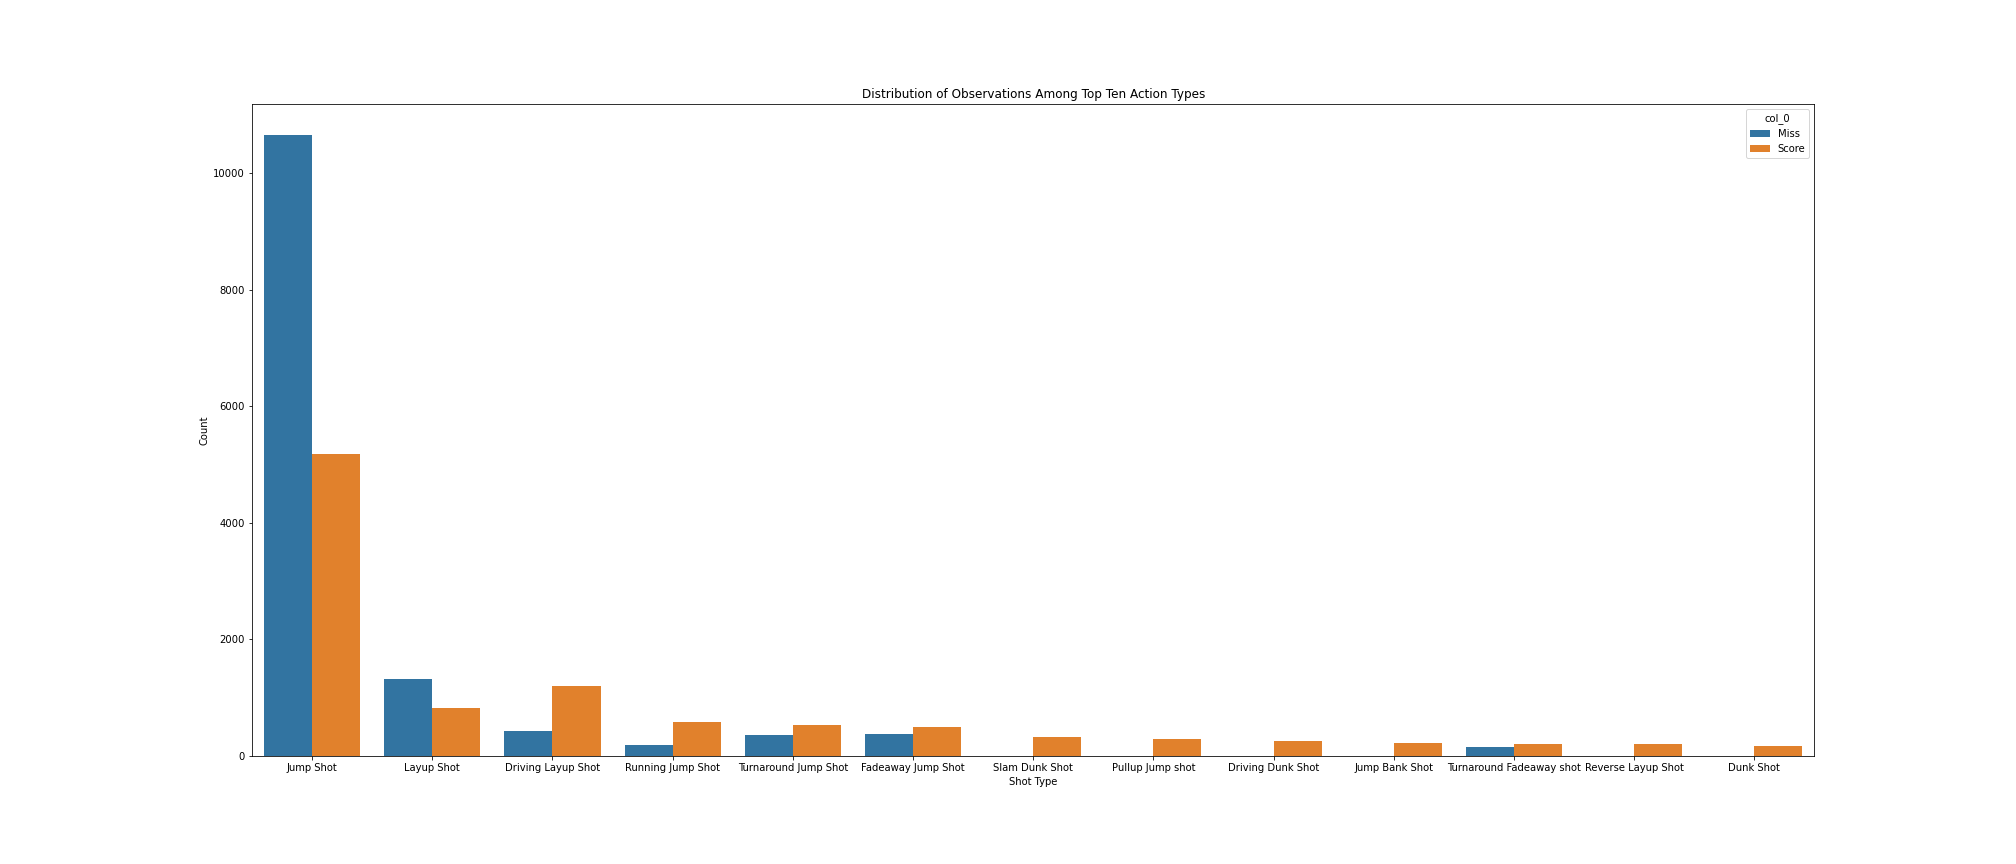 Distribution of Observations Among Top Ten Action Types
col_0
Miss
Score
10000
8000
6000
4000
2000
0
Count
Jump Shot
Layup Shot
Driving Layup Shot
Running Jump Shot
Turnaround Jump Shot
Fadeaway Jump Shot
Slam Dunk Shot
Pullup Jump shot
Driving Dunk Shot
Jump Bank Shot
Turnaround Fadeaway shot
Reverse Layup Shot
Dunk Shot
Shot Type